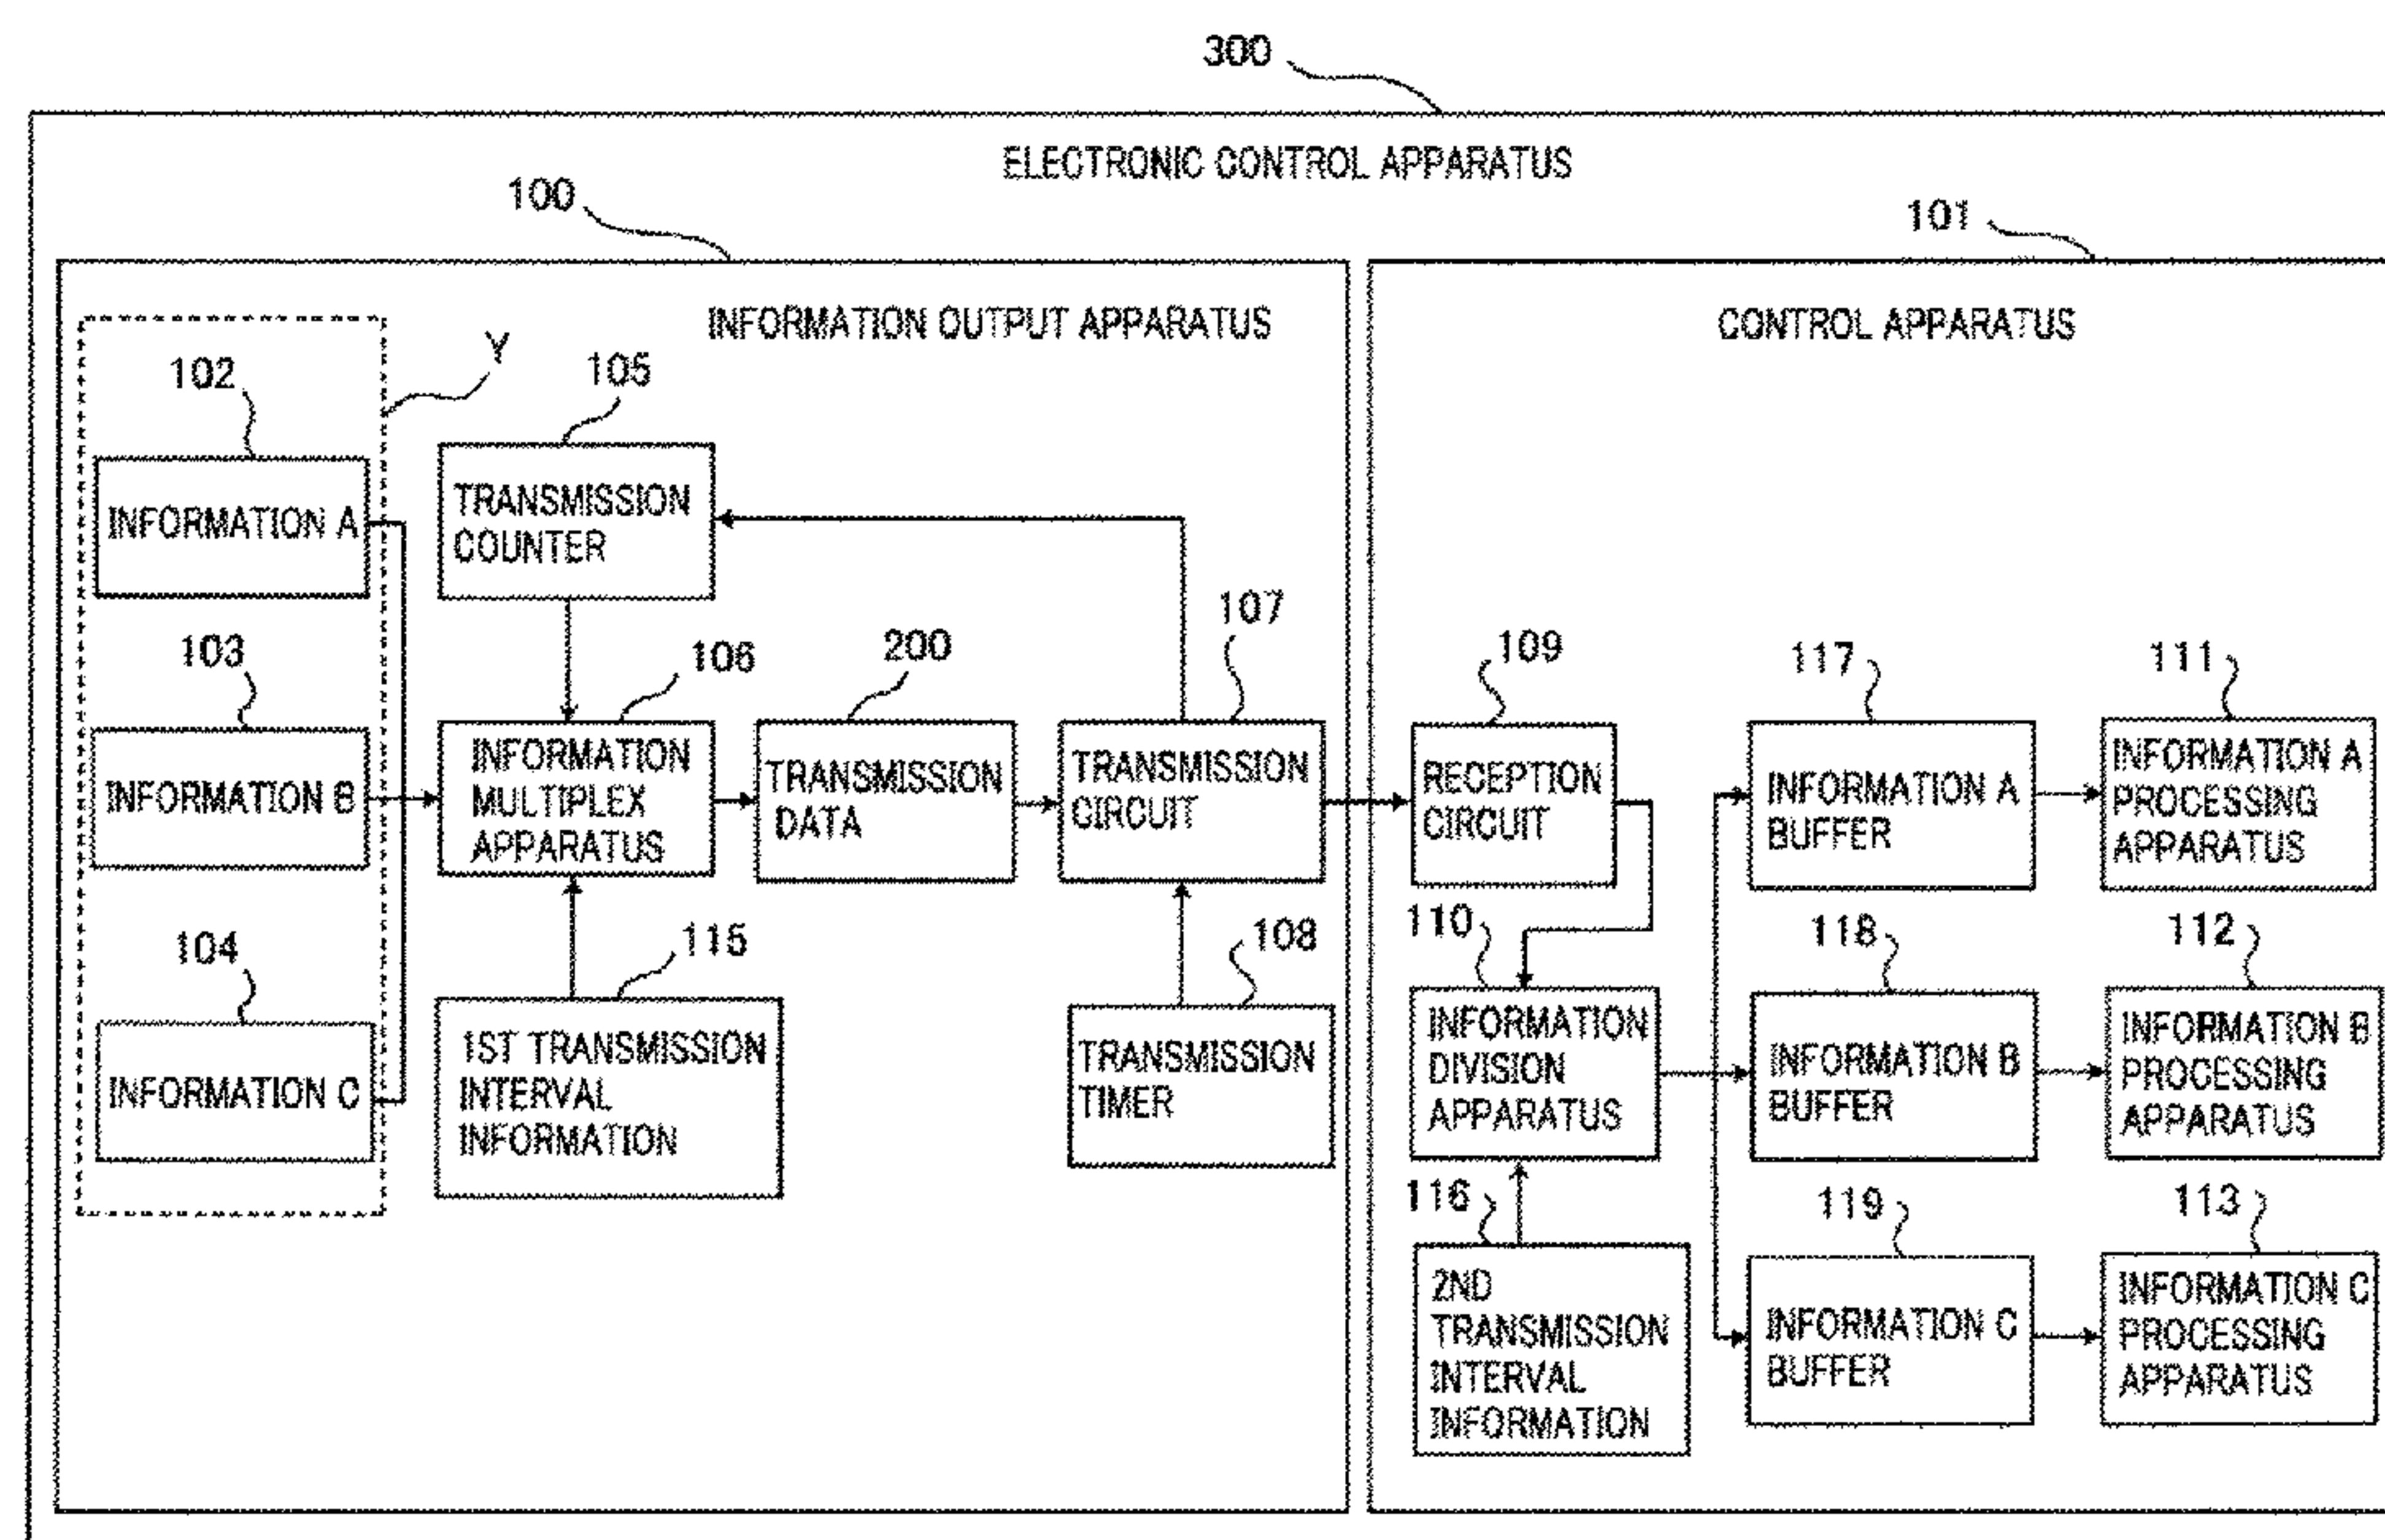 300
ELECTRONIC CONTROL APPARATUS
100
101
INFORMATION OUTPUT APPARATUS
CONTROL APPARATUS
Y
102
105
INFORMATION A
TRANSMISSION
COUNTER
103
106
200
107
109
117
111
INFORMATION B
INFORMATION
MULTIPLEX
APPARATUS
TRANSMISSION
DATA
TRANSMISSION
CIRCUIT
RECEPTION
CIRCUIT
INFORMATION A
BUFFER
INFORMATION A
PROCESSING
APPARATUS
104
115
108
110
118
112
INFORMATION C
1ST TRANSMISSION
INTERVAL
INFORMATION
TRANSMISSION
TIMER
INFORMATION
DIVISION
APPARATUS
INFORMATION B
BUFFER
INFORMATION B
PROCESSING
APPARATUS
116
119
113
2ND
TRANSMISSION
INTERVAL
INFORMATION
INFORMATION C
BUFFER
INFORMATION C
PROCESSING
APPARATUS